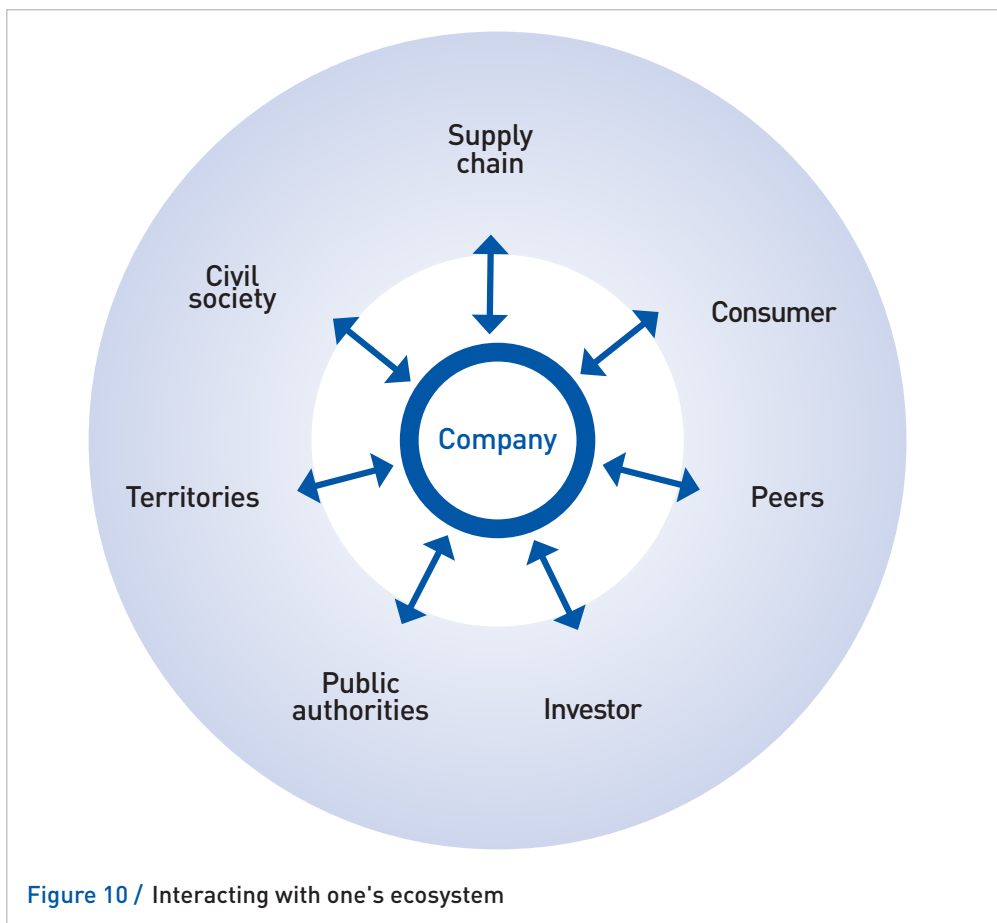 Supply
chain
Civil
society
Consumer
Company
Territories
Peers
Public
authorities
Investor
Figure 10 / Interacting with one's ecosystem